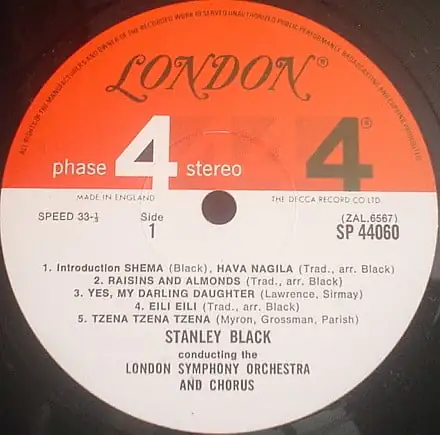 ALL RIGHTS OF THE MANUFACTURERS AND OWNER OF THE RECORDED WORK RESERVED UNAUTHORIZED PUBLIC PERFORMANCE BROADCASTING AND COPYING PROHIBITED
LONDON®
phase 4 stereo 4®
MADE IN ENGLAND THE DECCA RECORD CO LTD.
SPEED 33-⅓ Side (ZAL.6567)
1 SP 44060
1. Introduction SHEMA (Black), HAVA NAGILA (Trad., arr. Black)
2. RAISINS AND ALMONDS (Trad., arr. Black)
3. YES, MY DARLING DAUGHTER (Lawrence, Sirmay)
4. EILI EILI (Trad., arr. Black)
5. TZENA TZENA TZENA (Myron, Grossman, Parish)
STANLEY BLACK
conducting the
LONDON SYMPHONY ORCHESTRA
AND CHORUS